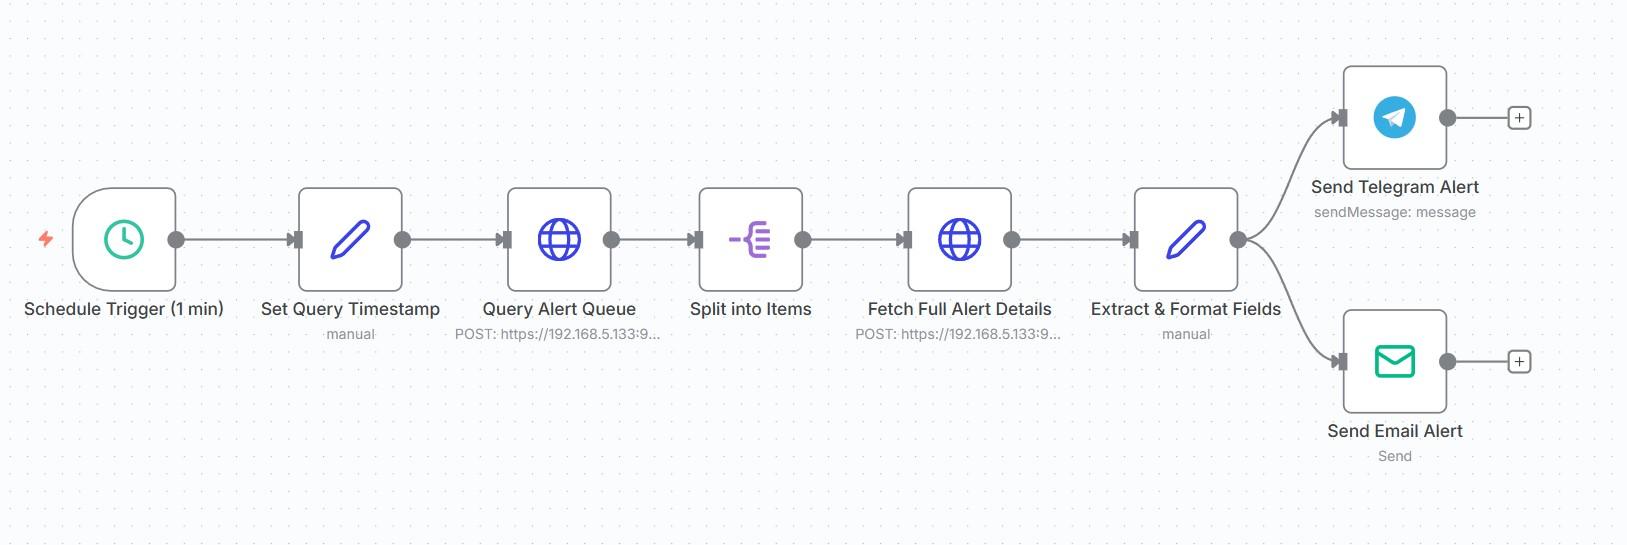 Send Telegram Alert
sendMessage: message
Schedule Trigger (1 min)
Set Query Timestamp
manual
Query Alert Queue
POST: https://192.168.5.133:9...
Split into Items
Fetch Full Alert Details
POST: https://192.168.5.133:9...
Extract & Format Fields
manual
Send Email Alert
Send